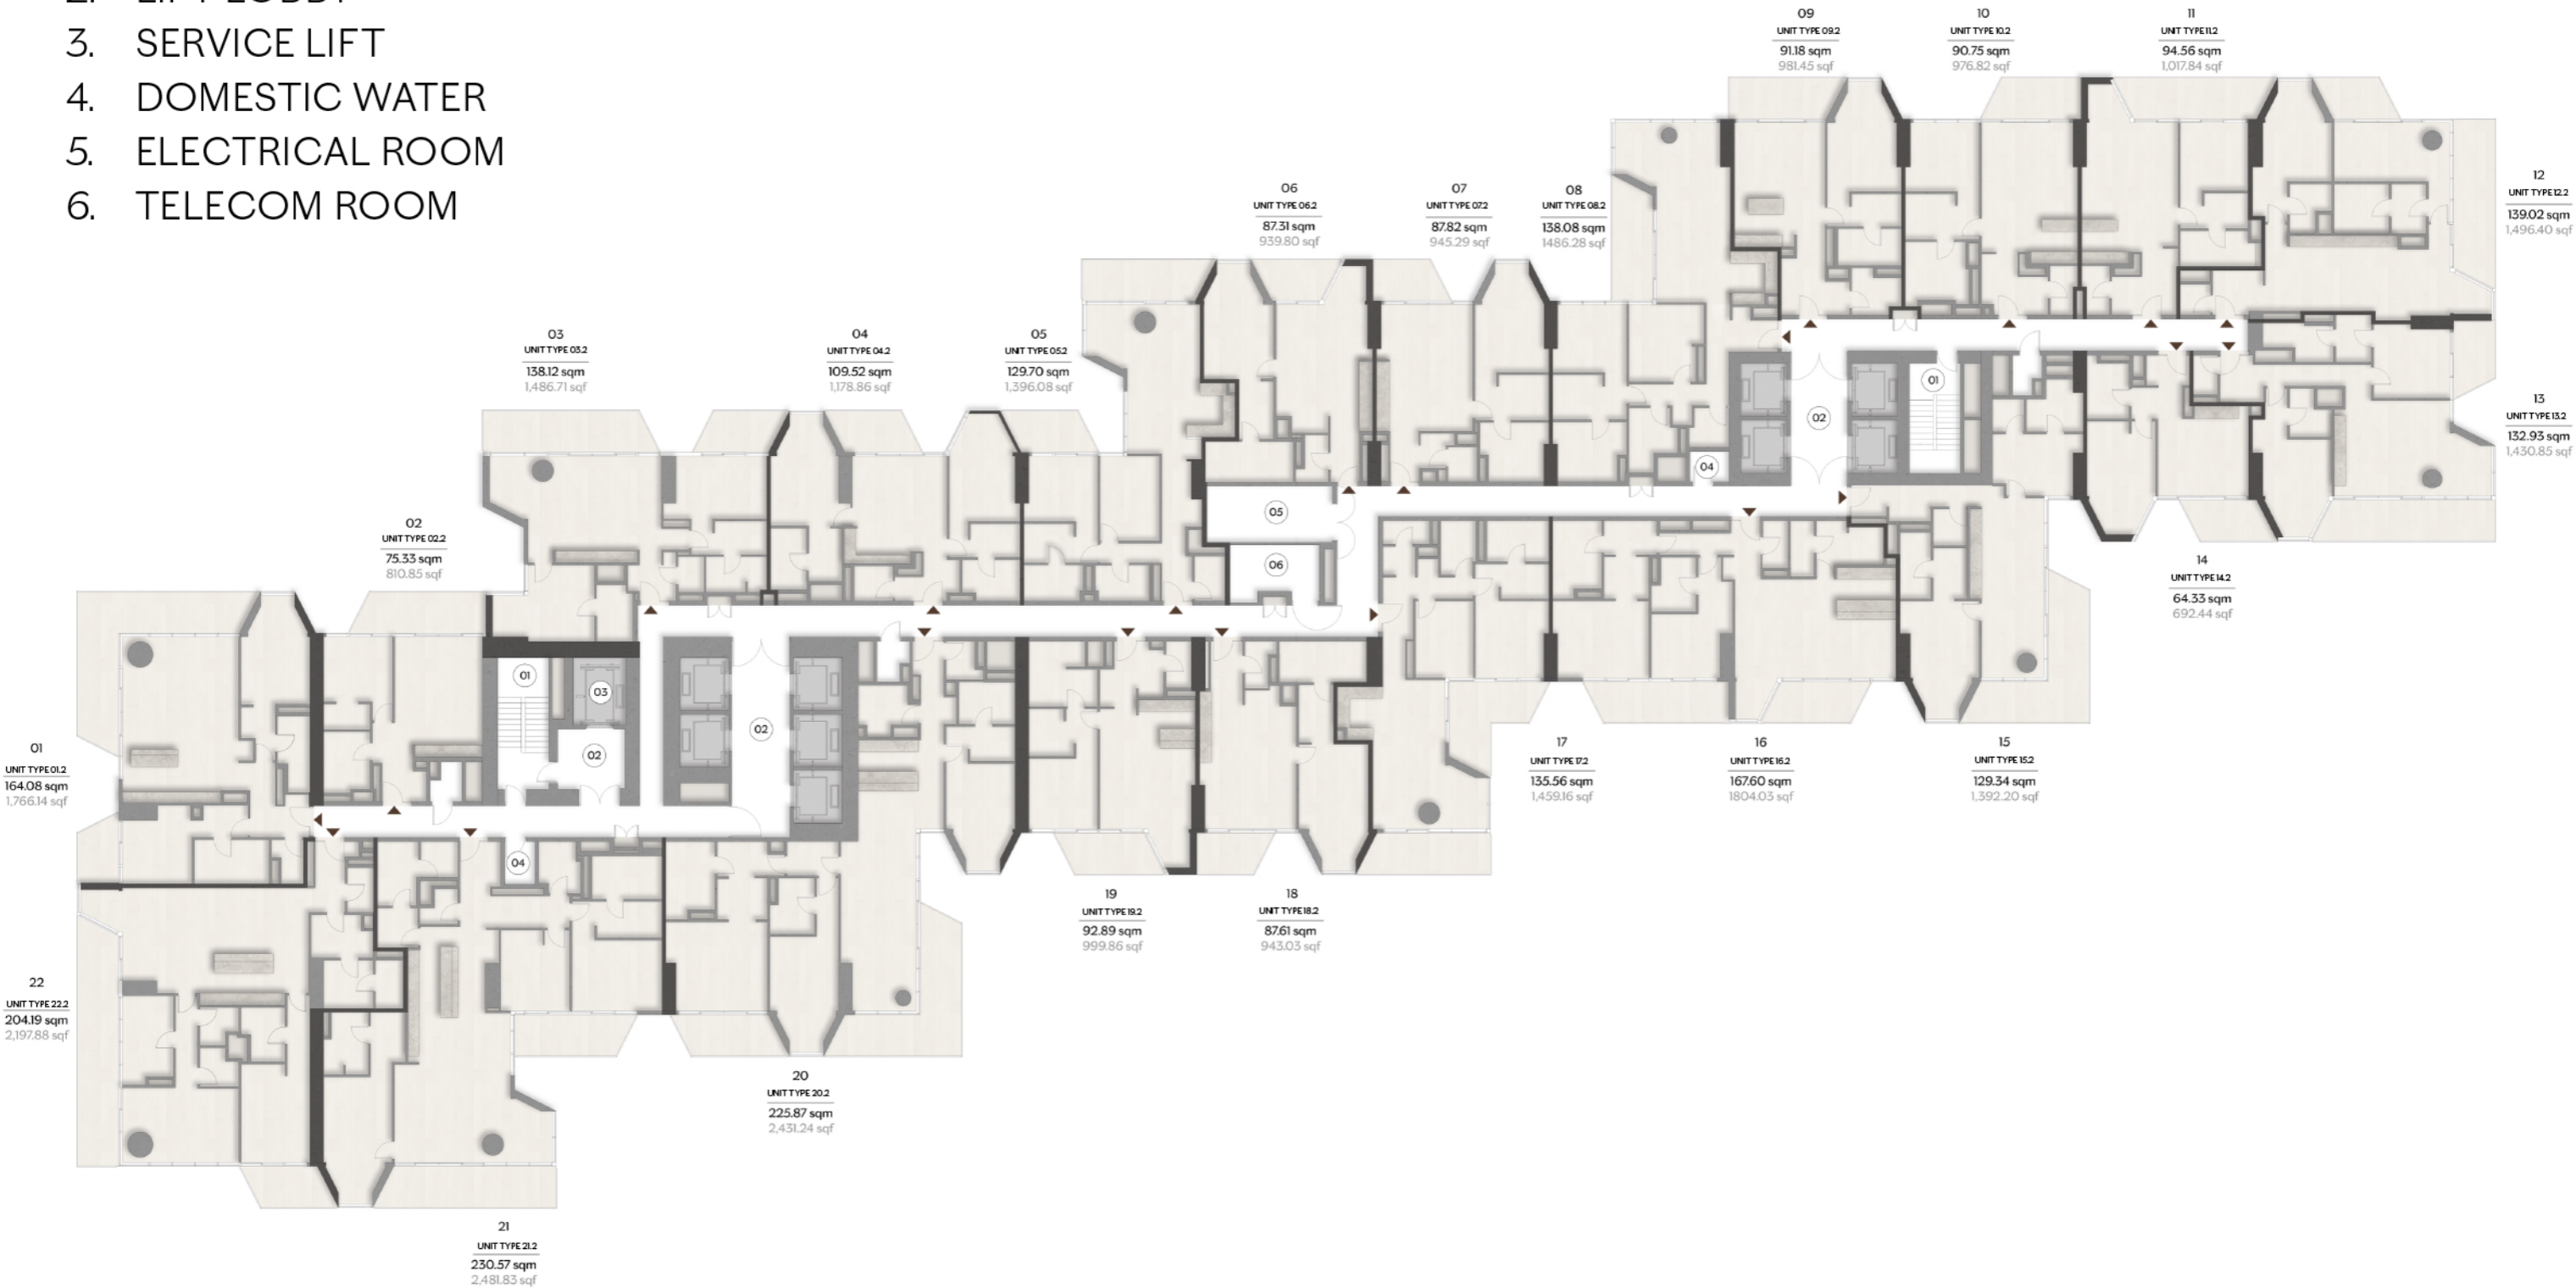 2. LIFT LOBBY
3. SERVICE LIFT
4. DOMESTIC WATER
5. ELECTRICAL ROOM
6. TELECOM ROOM
09
UNIT TYPE 09.2
91.18 sqm
981.45 sqf
10
UNIT TYPE 10.2
90.75 sqm
976.82 sqf
11
UNIT TYPE 11.2
94.56 sqm
1,017.84 sqf
12
UNIT TYPE 12.2
139.02 sqm
1,496.40 sqf
06
UNIT TYPE 06.2
87.31 sqm
939.80 sqf
07
UNIT TYPE 07.2
87.82 sqm
945.29 sqf
08
UNIT TYPE 08.2
138.08 sqm
1486.28 sqf
03
UNIT TYPE 03.2
138.12 sqm
1,486.71 sqf
04
UNIT TYPE 04.2
109.52 sqm
1,178.86 sqf
05
UNIT TYPE 05.2
129.70 sqm
1,396.08 sqf
13
UNIT TYPE 13.2
132.93 sqm
1,430.85 sqf
01
02
04
05
06
02
UNIT TYPE 02.2
75.33 sqm
810.85 sqf
14
UNIT TYPE 14.2
64.33 sqm
692.44 sqf
01
03
02
02
04
01
UNIT TYPE 01.2
164.08 sqm
1,766.14 sqf
17
UNIT TYPE 17.2
135.56 sqm
1,459.16 sqf
16
UNIT TYPE 16.2
167.60 sqm
1804.03 sqf
15
UNIT TYPE 15.2
129.34 sqm
1,392.20 sqf
19
UNIT TYPE 19.2
92.89 sqm
999.86 sqf
18
UNIT TYPE 18.2
87.61 sqm
943.03 sqf
22
UNIT TYPE 22.2
204.19 sqm
2,197.88 sqf
20
UNIT TYPE 20.2
225.87 sqm
2,431.24 sqf
21
UNIT TYPE 21.2
230.57 sqm
2,481.83 sqf